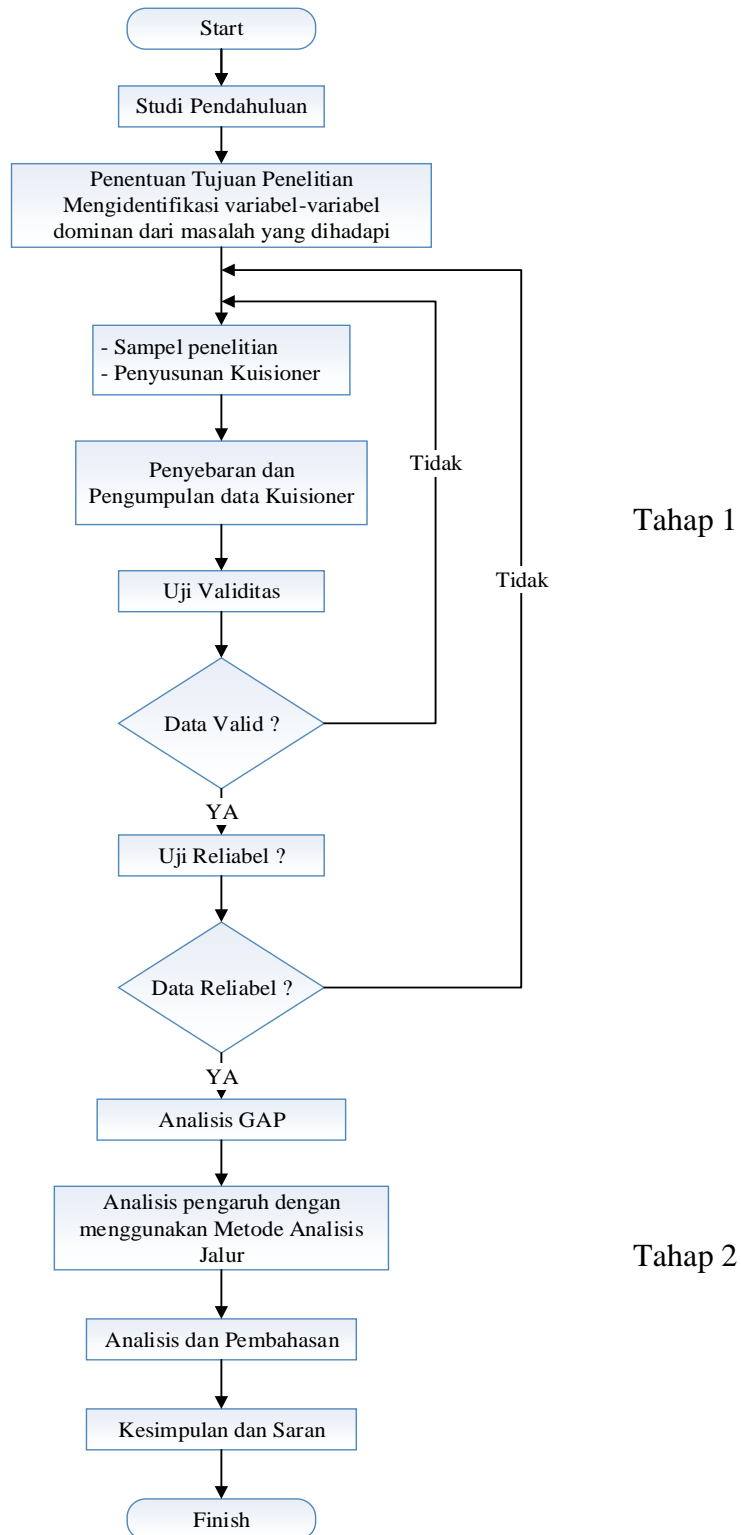 Start
Studi Pendahuluan
Penentuan Tujuan Penelitian
Mengidentifikasi variabel-variabel
dominan dari masalah yang dihadapi
- Sampel penelitian
- Penyusunan Kuisioner
Penyebaran dan
Pengumpulan data Kuisioner
Tidak
Tahap 1
Uji Validitas
Tidak
Data Valid ?
YA
Uji Reliabel ?
Data Reliabel ?
YA
Analisis GAP
Analisis pengaruh dengan
menggunakan Metode Analisis
Jalur
Tahap 2
Analisis dan Pembahasan
Kesimpulan dan Saran
Finish